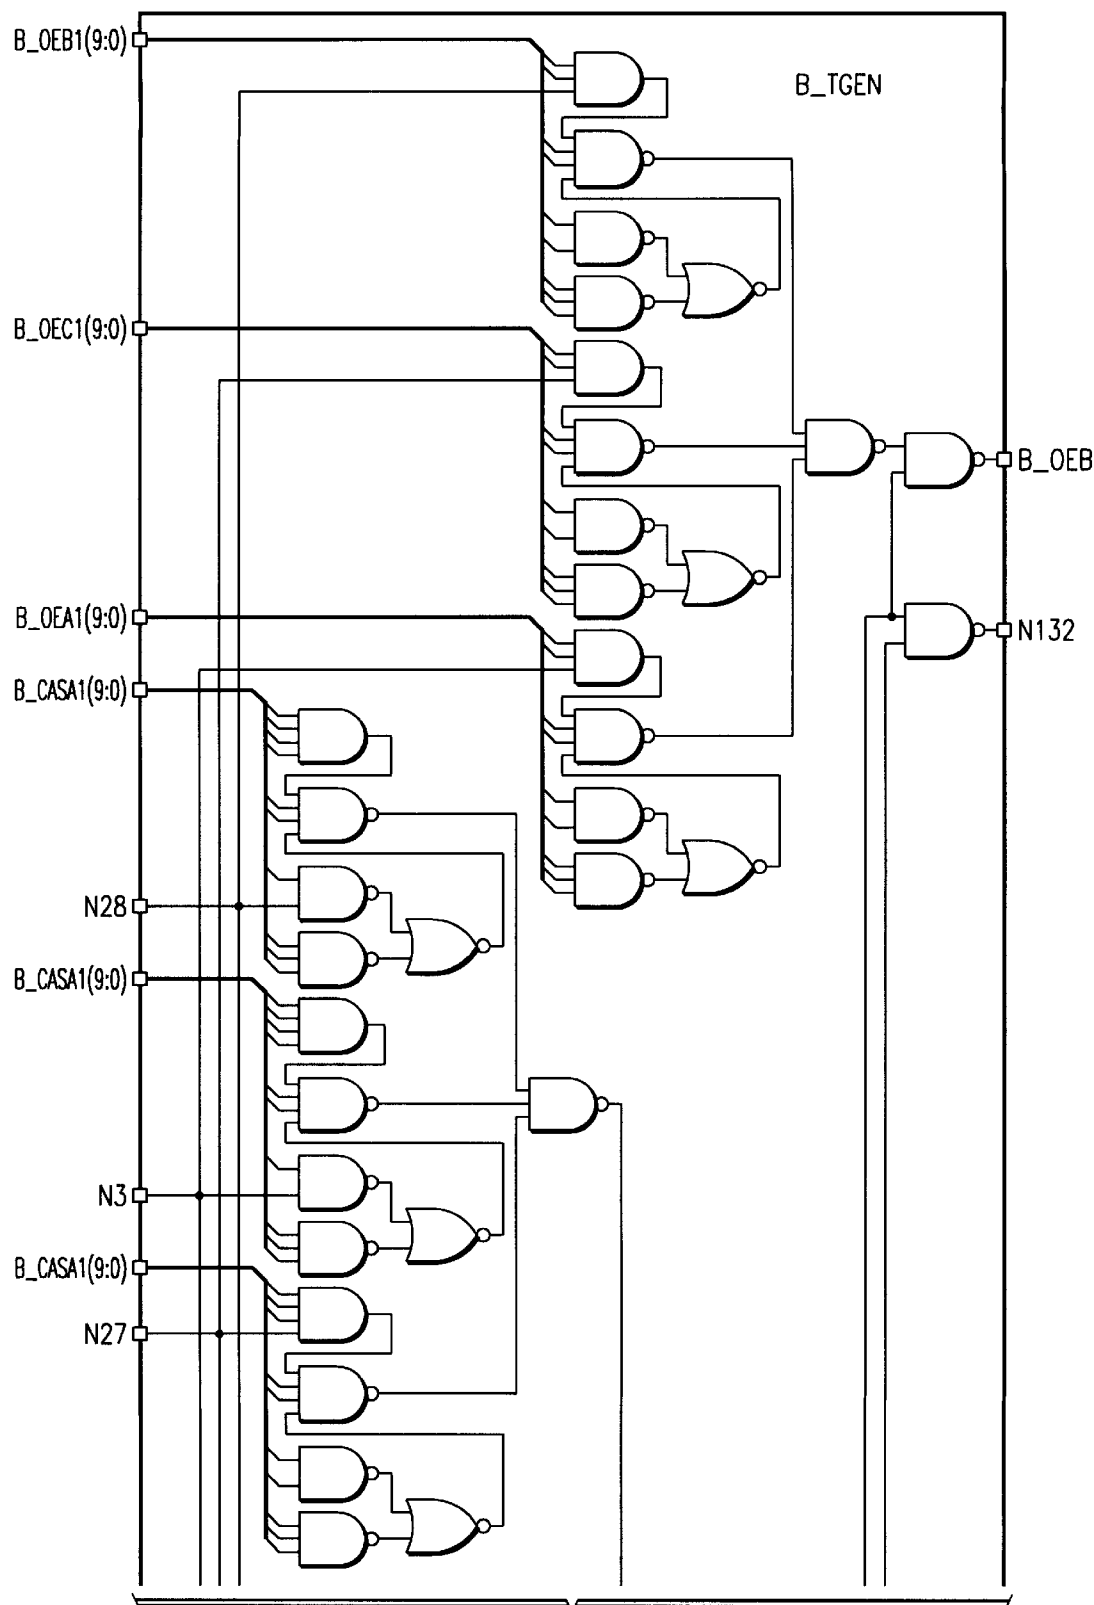 B_OEB1(9:0)
B_TGEN
B_OEC1(9:0)
B_OEB
B_OEA1(9:0)
N132
B_CASA1(9:0)
N28
B_CASA1(9:0)
N3
B_CASA1(9:0)
N27